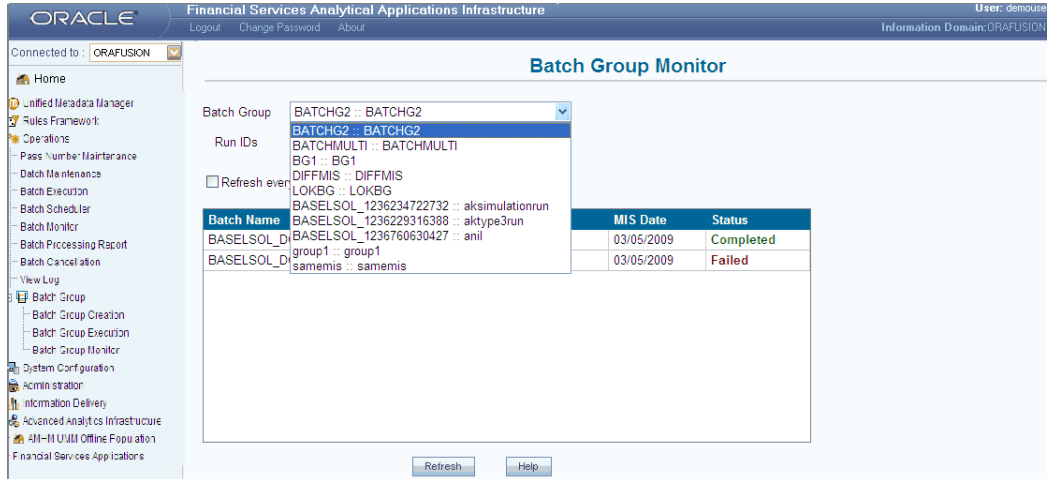 ORACLE
Financial Services Analytical Applications Infrastructure
User: demouse
Logout Change Password About
Information Domain:ORAFUSION
Connected to : ORAFUSION
Home
Unified Metadata Manager
Rules Framework
Operations
Pass Number Maintenance
Batch Maintenance
Batch Execution
Batch Scheduler
Batch Monitor
Batch Processing Report
Batch Cancellation
View Log
Batch Group
Batch Group Creation
Batch Group Execution
Batch Group Monitor
System Configuration
Administration
Information Delivery
Advanced Analytics Infrastructure
AMHM UMM Offline Population
Financial Services Applications
Batch Group Monitor
Batch Group BATCHG2 :: BATCHG2
BATCHG2 :: BATCHG2
BATCHMULTI :: BATCHMULTI
BG1 :: BG1
DIFFMIS :: DIFFMIS
LOKBG :: LOKBG
BASELSOL_1236234722732 :: aksimulationrun
BASELSOL_1236229316388 :: aktype3run
BASELSOL_1236760630427 :: anil
group1 :: group1
samemis :: samemis
Run IDs
Refresh ever
Batch Name MIS Date Status
BASELSOL_D 03/05/2009 Completed
BASELSOL_D 03/05/2009 Failed
Refresh Help